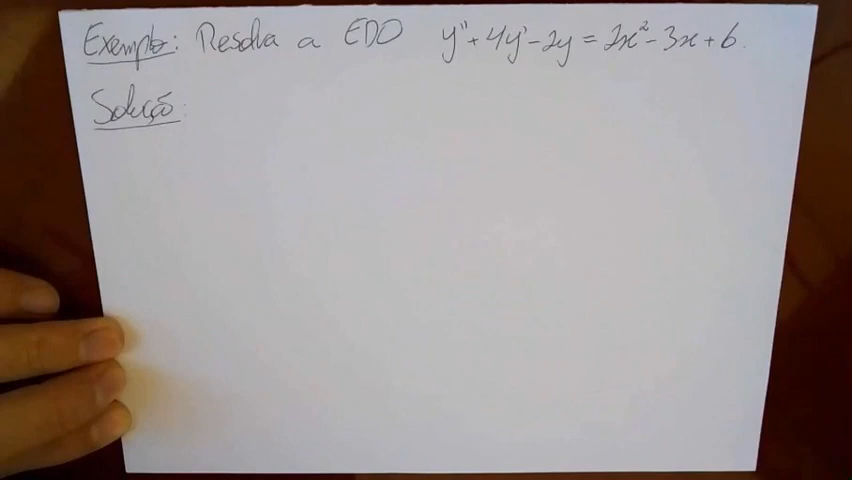 Exemplo: Resolva a EDO y'' + 4y' - 2y = 2x² - 3x + 6.
Solução: